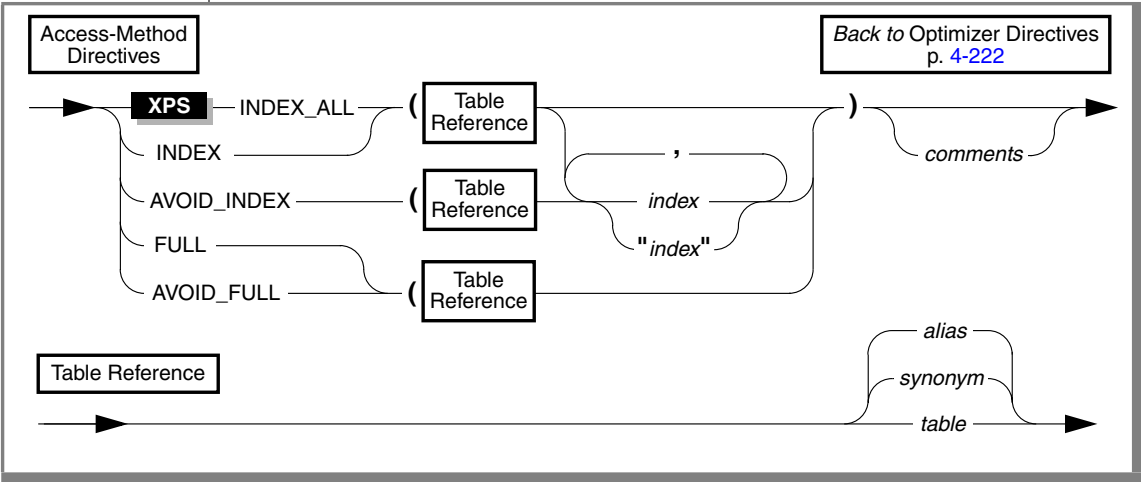 Access-Method
Directives
Back to Optimizer Directives
p. 4-222
XPS INDEX_ALL ( Table
Reference )
comments
INDEX
,
AVOID_INDEX ( Table
Reference index
"index"
FULL
AVOID_FULL ( Table
Reference
Table Reference
alias
synonym
table